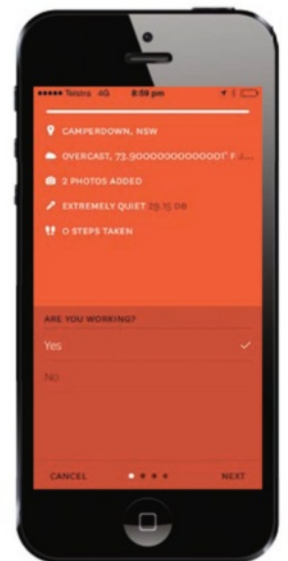 Telstra 4G 8:59 pm
CAMPERDOWN, NSW
OVERCAST, 73.90000000000001° F
2 PHOTOS ADDED
EXTREMELY QUIET 29.15 DB
0 STEPS TAKEN
ARE YOU WORKING?
Yes
No
CANCEL NEXT